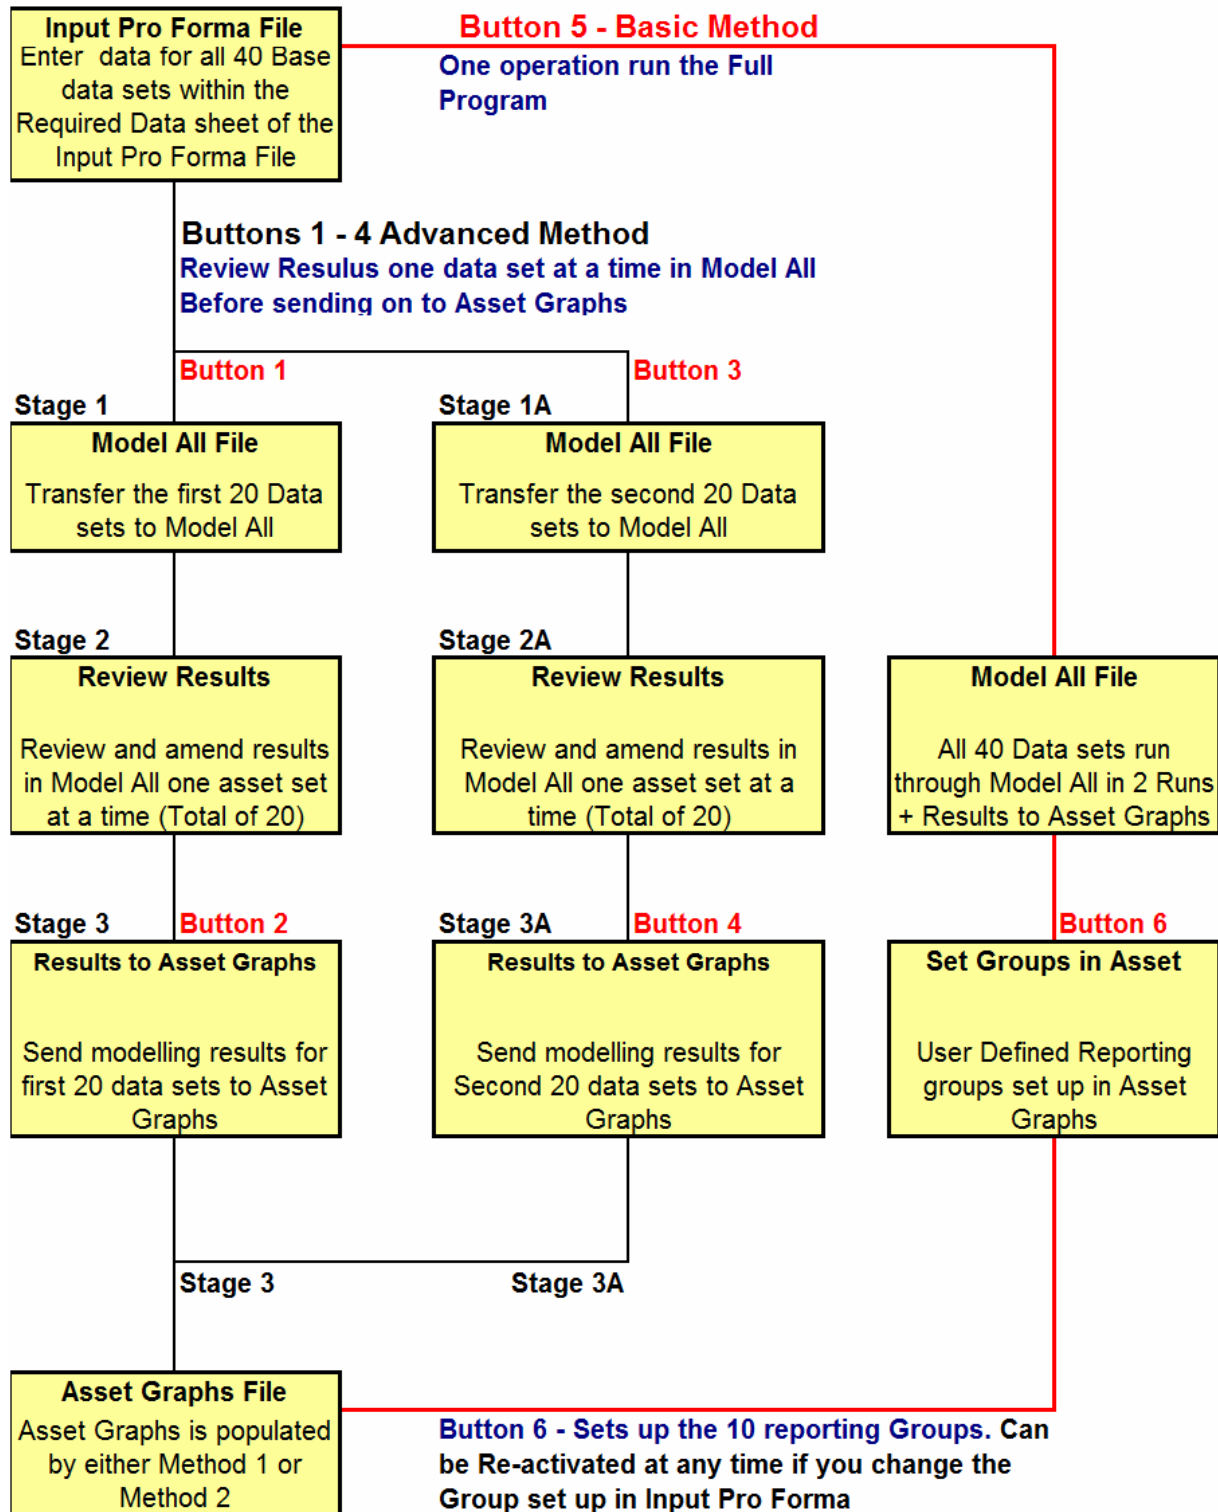 Input Pro Forma File
Enter data for all 40 Base
data sets within the
Required Data sheet of the
Input Pro Forma File
Button 5 - Basic Method
One operation run the Full
Program
Buttons 1 - 4 Advanced Method
Review Resulus one data set at a time in Model All
Before sending on to Asset Graphs
Button 1
Button 3
Stage 1
Model All File
Transfer the first 20 Data
sets to Model All
Stage 1A
Model All File
Transfer the second 20 Data
sets to Model All
Stage 2
Review Results
Review and amend results
in Model All one asset set
at a time (Total of 20)
Stage 2A
Review Results
Review and amend results in
Model All one asset set at a
time (Total of 20)
Model All File
All 40 Data sets run
through Model All in 2 Runs
+ Results to Asset Graphs
Stage 3
Button 2
Results to Asset Graphs
Send modelling results for
first 20 data sets to Asset
Graphs
Stage 3A
Button 4
Results to Asset Graphs
Send modelling results for
Second 20 data sets to Asset
Graphs
Button 6
Set Groups in Asset
User Defined Reporting
groups set up in Asset
Graphs
Stage 3
Stage 3A
Asset Graphs File
Asset Graphs is populated
by either Method 1 or
Method 2
Button 6 - Sets up the 10 reporting Groups. Can
be Re-activated at any time if you change the
Group set up in Input Pro Forma